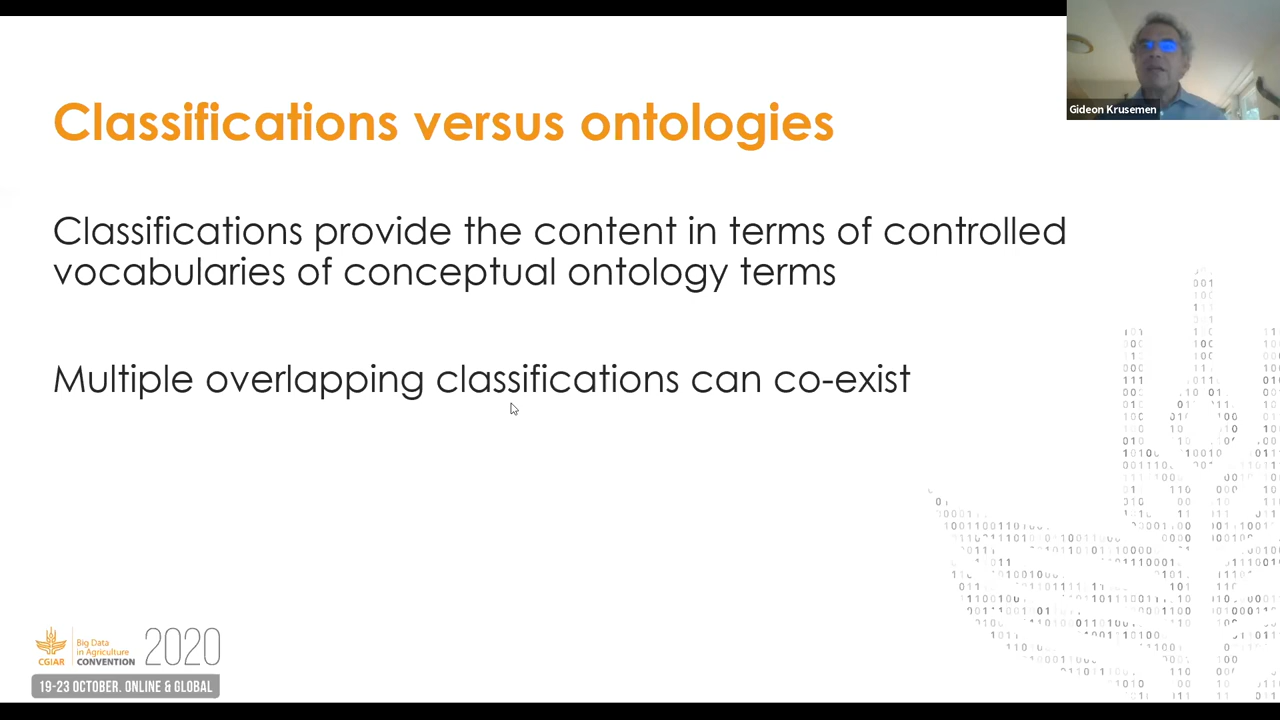 Gideon Krusemen
Classifications versus ontologies
Classifications provide the content in terms of controlled
vocabularies of conceptual ontology terms
Multiple overlapping classifications can co-exist
CGIAR
Big Data
in Agriculture
CONVENTION
2020
19-23 OCTOBER. ONLINE & GLOBAL